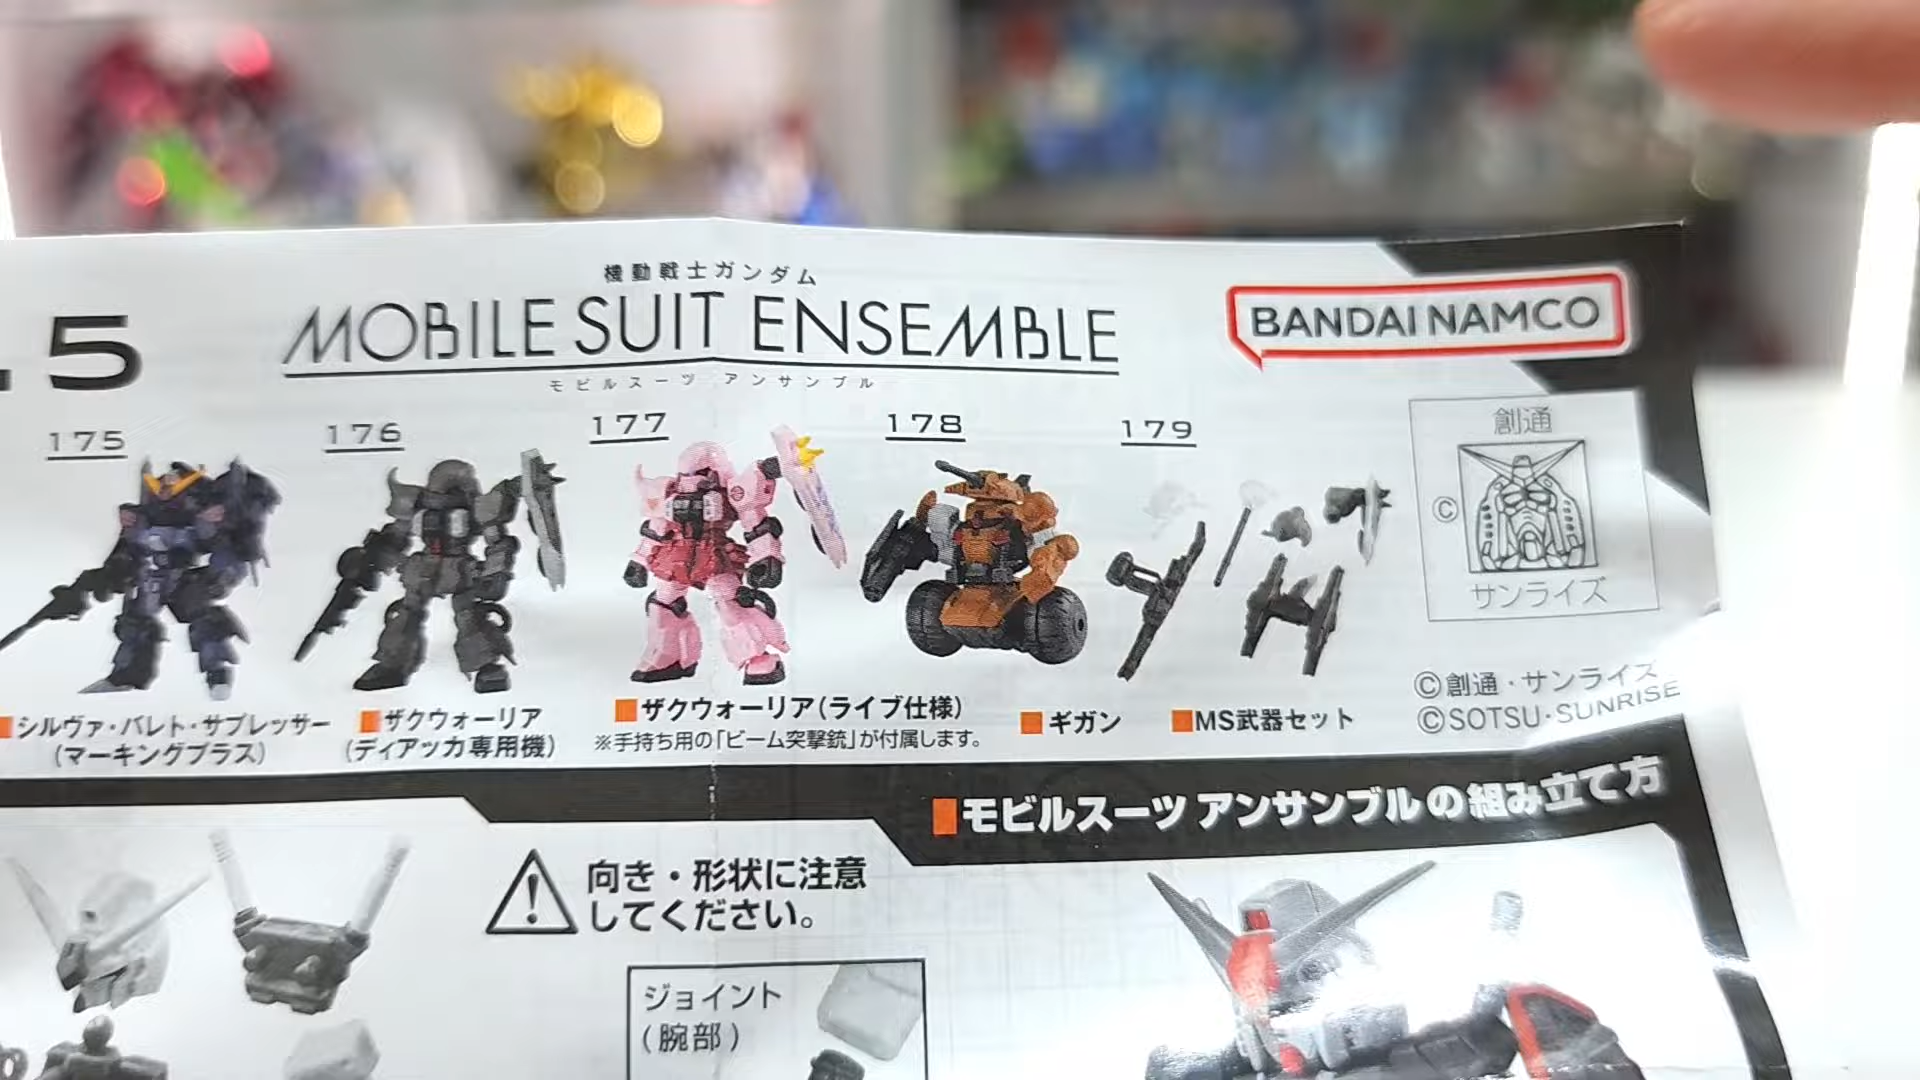 機動戦士ガンダム
.5
MOBILE SUIT ENSEMBLE
モビルスーツ アンサンブル
BANDAI NAMCO
175
176
177
178
179
創通
©
サンライズ
シルヴァ・バレト・サプレッサー
(マーキングプラス)
ザクウォーリア
(ディアッカ専用機)
ザクウォーリア(ライブ仕様)
※手持ち用の「ビーム突撃銃」が付属します。
ギガン
MS武器セット
©創通・サンライズ
©SOTSU・SUNRISE
モビルスーツ アンサンブルの組み立て方
向き・形状に注意
してください。
ジョイント
(腕部)